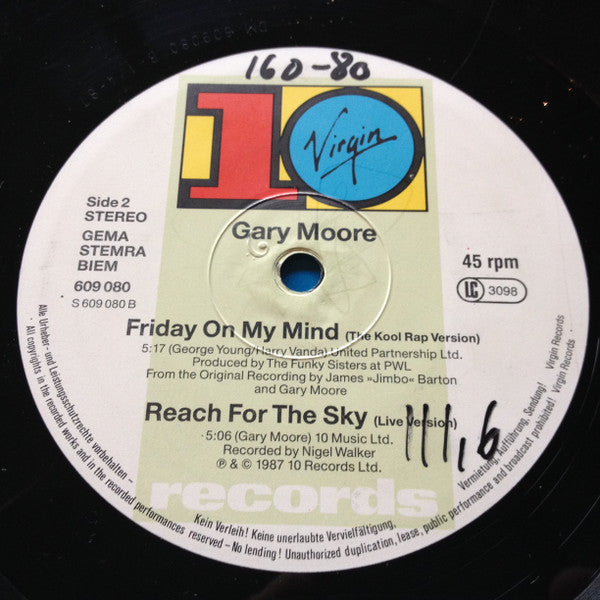 160-80
10
Virgin
Gary Moore
Side 2
STEREO
GEMA
STEMRA
BIEM
609 080
S 609 080 B
45 rpm
LC 3098
Friday On My Mind (The Kool Rap Version)
5:17 (George Young/Harry Vanda) United Partnership Ltd.
Produced by The Funky Sisters at PWL
From the Original Recording by James »Jimbo« Barton
and Gary Moore
Reach For The Sky (Live Version)
5:06 (Gary Moore) 10 Music Ltd.
Recorded by Nigel Walker
℗ & © 1987 10 Records Ltd.
111,6
records
Alle Urheber- und Leistungsschutzrechte vorbehalten - Kein Verleih! Keine unerlaubte Vervielfältigung, Vermietung, Aufführung, Sendung! Virgin Records
All copyrights in the recorded works and in the recorded performances reserved – No lending! Unauthorized duplication, lease, public performance and broadcast prohibited! Virgin Records